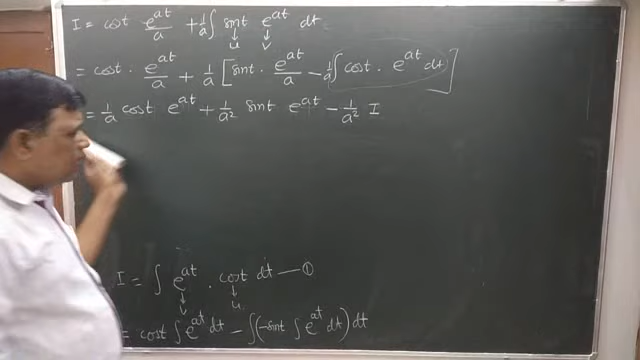 I = cost e^{at}/a + 1/a ∫ sint e^{at} dt
↓ ↓
u v
= cost · e^{at}/a + 1/a [ sint · e^{at}/a − 1/a ∫ cost · e^{at} dt ]
= 1/a cost e^{at} + 1/a² sint e^{at} − 1/a² I
I = ∫ e^{at} · cost dt — ①
↓ ↓
v u
= cost ∫ e^{at} dt − ∫ (−sint ∫ e^{at} dt) dt